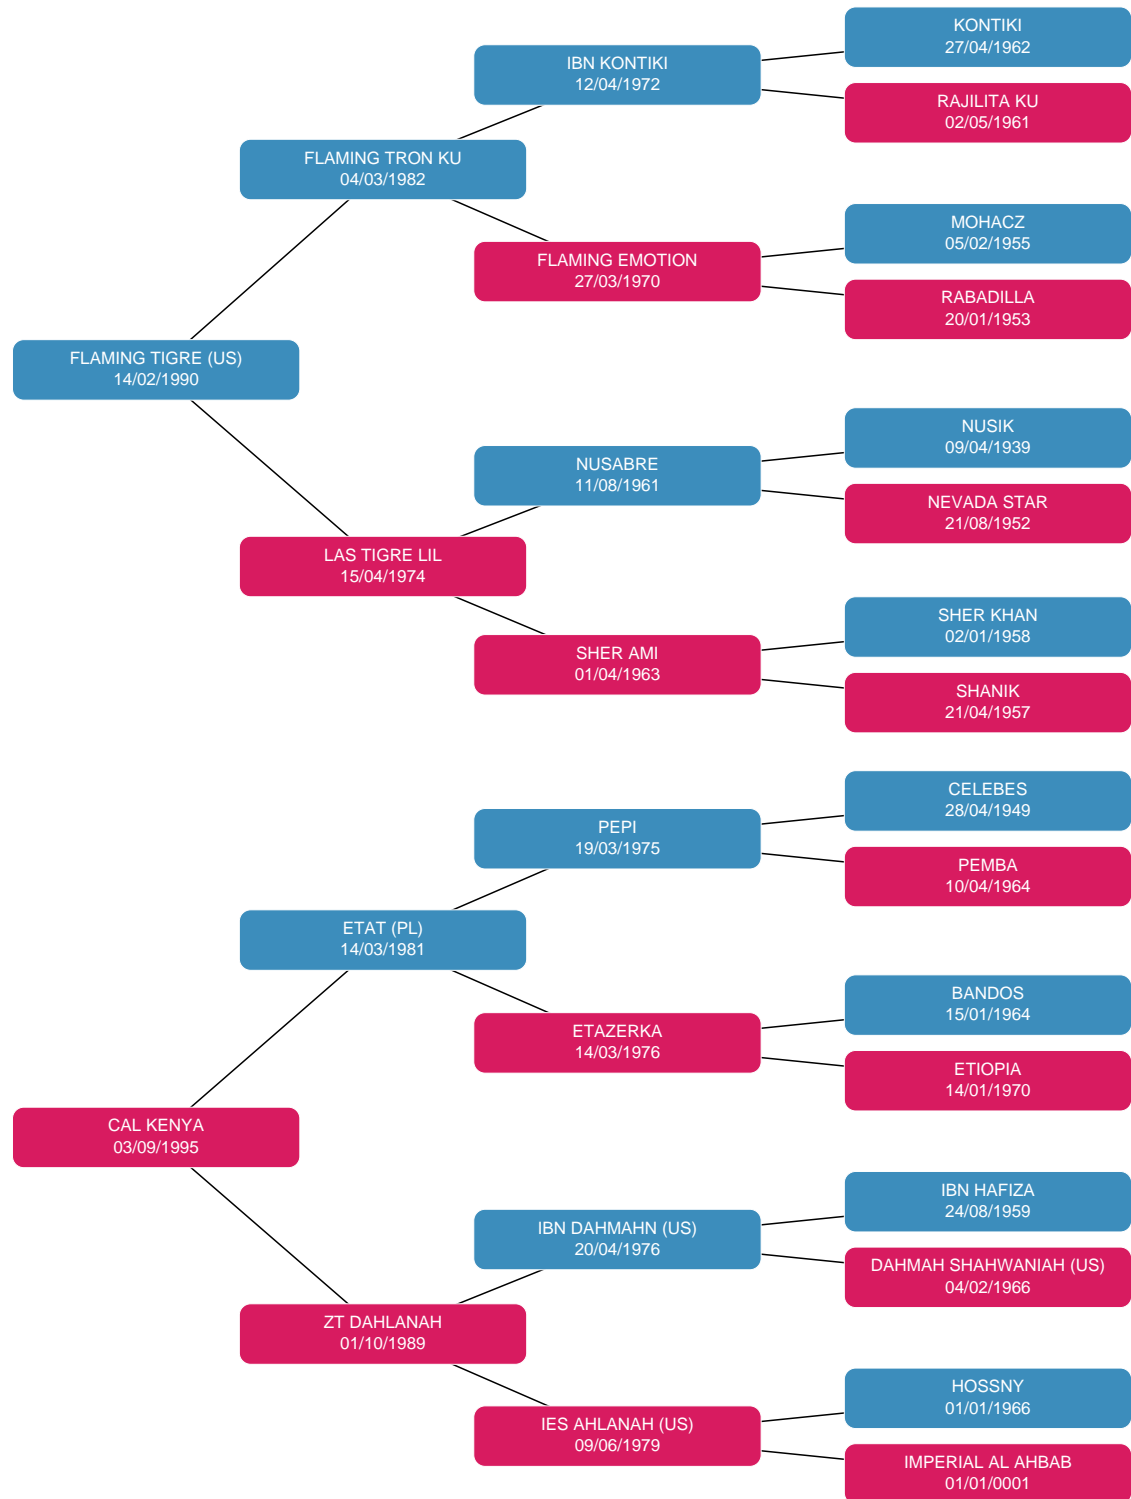 KONTIKI
27/04/1962
IBN KONTIKI
12/04/1972
RAJILITA KU
02/05/1961
FLAMING TRON KU
04/03/1982
MOHACZ
05/02/1955
FLAMING EMOTION
27/03/1970
RABADILLA
20/01/1953
FLAMING TIGRE (US)
14/02/1990
NUSIK
09/04/1939
NUSABRE
11/08/1961
NEVADA STAR
21/08/1952
LAS TIGRE LIL
15/04/1974
SHER KHAN
02/01/1958
SHER AMI
01/04/1963
SHANIK
21/04/1957
CELEBES
28/04/1949
PEPI
19/03/1975
PEMBA
10/04/1964
ETAT (PL)
14/03/1981
BANDOS
15/01/1964
ETAZERKA
14/03/1976
ETIOPIA
14/01/1970
CAL KENYA
03/09/1995
IBN HAFIZA
24/08/1959
IBN DAHMAHN (US)
20/04/1976
DAHMAH SHAHWANIAH (US)
04/02/1966
ZT DAHLANAH
01/10/1989
HOSSNY
01/01/1966
IES AHLANAH (US)
09/06/1979
IMPERIAL AL AHBAB
01/01/0001